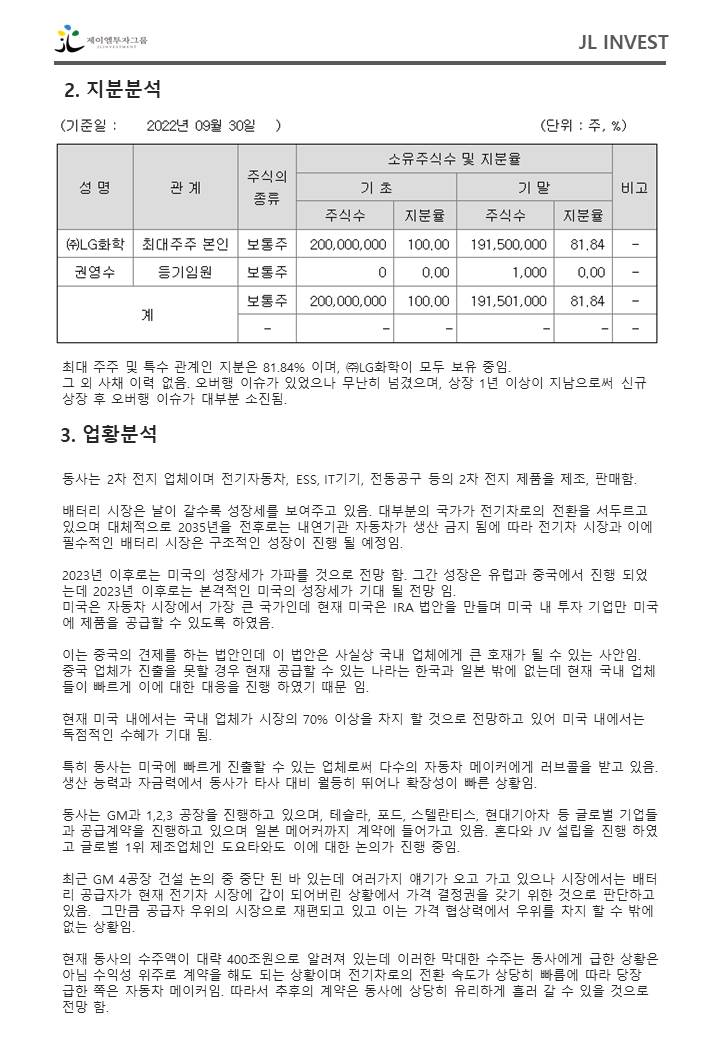 제이엘투자그룹
JLINVESTMENT
JL INVEST
2. 지분분석
(기준일 : 2022년 09월 30일 )
(단위 : 주, %)
성 명 관 계 주식의 종류 소유주식수 및 지분율 비고
기 초 기 말
주식수 지분율 주식수 지분율
㈜LG화학 최대주주 본인 보통주 200,000,000 100.00 191,500,000 81.84 -
권영수 등기임원 보통주 0 0.00 1,000 0.00 -
계 보통주 200,000,000 100.00 191,501,000 81.84 -
- - - - - -
최대 주주 및 특수 관계인 지분은 81.84% 이며, ㈜LG화학이 모두 보유 중임.
그 외 사채 이력 없음. 오버행 이슈가 있었으나 무난히 넘겼으며, 상장 1년 이상이 지남으로써 신규
상장 후 오버행 이슈가 대부분 소진됨.
3. 업황분석
동사는 2차 전지 업체이며 전기자동차, ESS, IT기기, 전동공구 등의 2차 전지 제품을 제조, 판매함.
배터리 시장은 날이 갈수록 성장세를 보여주고 있음. 대부분의 국가가 전기차로의 전환을 서두르고
있으며 대체적으로 2035년을 전후로는 내연기관 자동차가 생산 금지 됨에 따라 전기차 시장과 이에
필수적인 배터리 시장은 구조적인 성장이 진행 될 예정임.
2023년 이후로는 미국의 성장세가 가파를 것으로 전망 함. 그간 성장은 유럽과 중국에서 진행 되었
는데 2023년 이후로는 본격적인 미국의 성장세가 기대 될 전망 임.
미국은 자동차 시장에서 가장 큰 국가인데 현재 미국은 IRA 법안을 만들며 미국 내 투자 기업만 미국
에 제품을 공급할 수 있도록 하였음.
이는 중국의 견제를 하는 법안인데 이 법안은 사실상 국내 업체에게 큰 호재가 될 수 있는 사안임.
중국 업체가 진출을 못할 경우 현재 공급할 수 있는 나라는 한국과 일본 밖에 없는데 현재 국내 업체
들이 빠르게 이에 대한 대응을 진행 하였기 때문 임.
현재 미국 내에서는 국내 업체가 시장의 70% 이상을 차지 할 것으로 전망하고 있어 미국 내에서는
독점적인 수혜가 기대 됨.
특히 동사는 미국에 빠르게 진출할 수 있는 업체로써 다수의 자동차 메이커에게 러브콜을 받고 있음.
생산 능력과 자금력에서 동사가 타사 대비 월등히 뛰어나 확장성이 빠른 상황임.
동사는 GM과 1,2,3 공장을 진행하고 있으며, 테슬라, 포드, 스텔란티스, 현대기아차 등 글로벌 기업들
과 공급계약을 진행하고 있으며 일본 메어커까지 계약에 들어가고 있음. 혼다와 JV 설립을 진행 하였
고 글로벌 1위 제조업체인 도요타와도 이에 대한 논의가 진행 중임.
최근 GM 4공장 건설 논의 중 중단 된 바 있는데 여러가지 얘기가 오고 가고 있으나 시장에서는 배터
리 공급자가 현재 전기차 시장에 갑이 되어버린 상황에서 가격 결정권을 갖기 위한 것으로 판단하고
있음. 그만큼 공급자 우위의 시장으로 재편되고 있고 이는 가격 협상력에서 우위를 차지 할 수 밖에
없는 상황임.
현재 동사의 수주액이 대략 400조원으로 알려져 있는데 이러한 막대한 수주는 동사에게 급한 상황은
아님 수익성 위주로 계약을 해도 되는 상황이며 전기차로의 전환 속도가 상당히 빠름에 따라 당장
급한 쪽은 자동차 메이커임. 따라서 추후의 계약은 동사에 상당히 유리하게 흘러 갈 수 있을 것으로
전망 함.